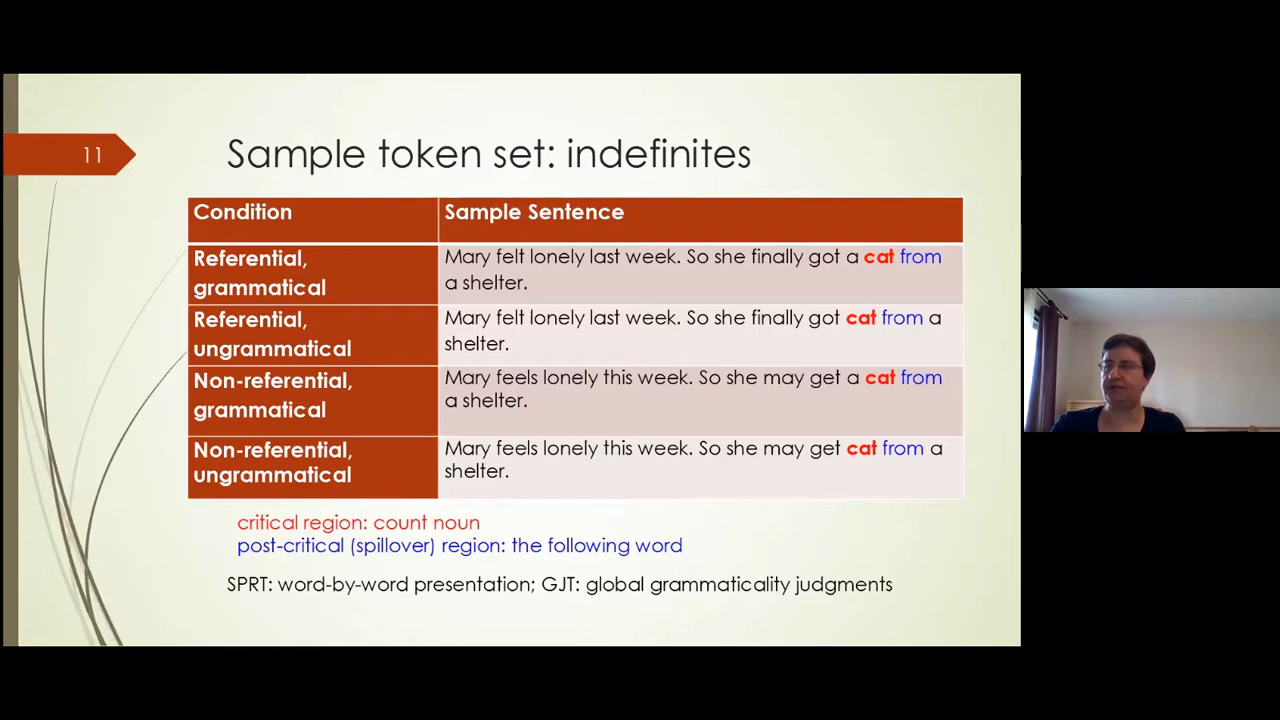 11
Sample token set: indefinites
Condition
Sample Sentence
Referential,
grammatical
Mary felt lonely last week. So she finally got a cat from
a shelter.
Referential,
ungrammatical
Mary felt lonely last week. So she finally got cat from a
shelter.
Non-referential,
grammatical
Mary feels lonely this week. So she may get a cat from
a shelter.
Non-referential,
ungrammatical
Mary feels lonely this week. So she may get cat from a
shelter.
critical region: count noun
post-critical (spillover) region: the following word
SPRT: word-by-word presentation; GJT: global grammaticality judgments